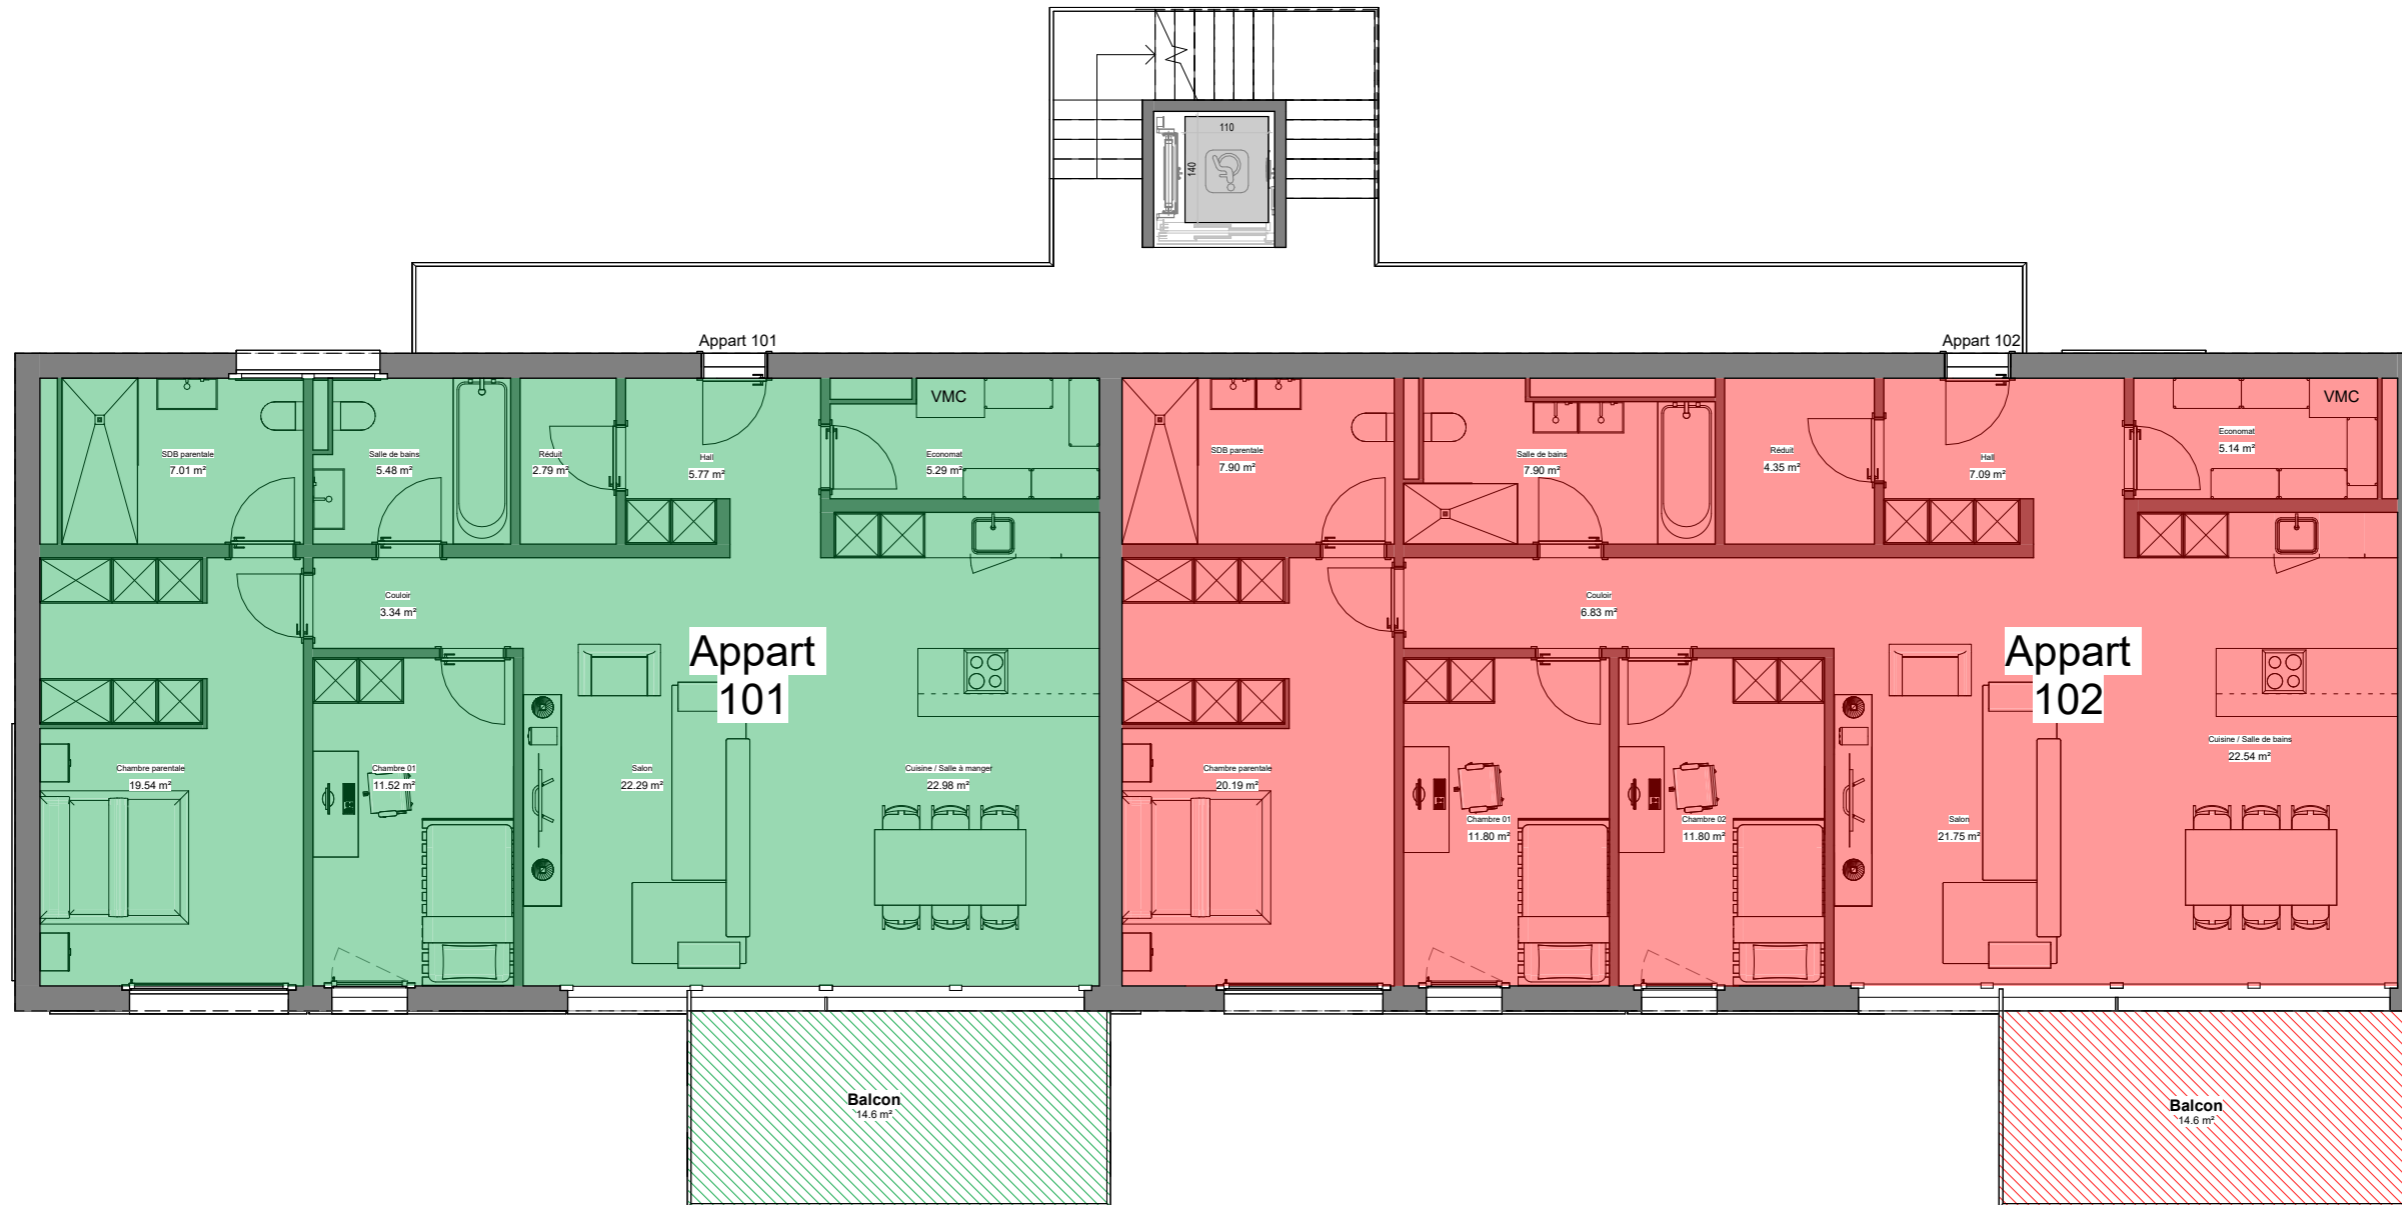 110
140
Appart 101
Appart 102
VMC
VMC
SDB parentale
7.01 m²
Salle de bains
5.48 m²
Réduit
2.79 m²
Hall
5.77 m²
Economat
5.29 m²
SDB parentale
7.90 m²
Salle de bains
7.90 m²
Réduit
4.35 m²
Hall
7.09 m²
Economat
5.14 m²
Couloir
3.34 m²
Couloir
6.83 m²
Appart
101
Appart
102
Chambre parentale
19.54 m²
Chambre 01
11.52 m²
Salon
22.29 m²
Cuisine / Salle à manger
22.98 m²
Chambre parentale
20.19 m²
Chambre 01
11.80 m²
Chambre 02
11.80 m²
Salon
21.75 m²
Cuisine / Salle de bains
22.54 m²
Balcon
14.6 m²
Balcon
14.6 m²